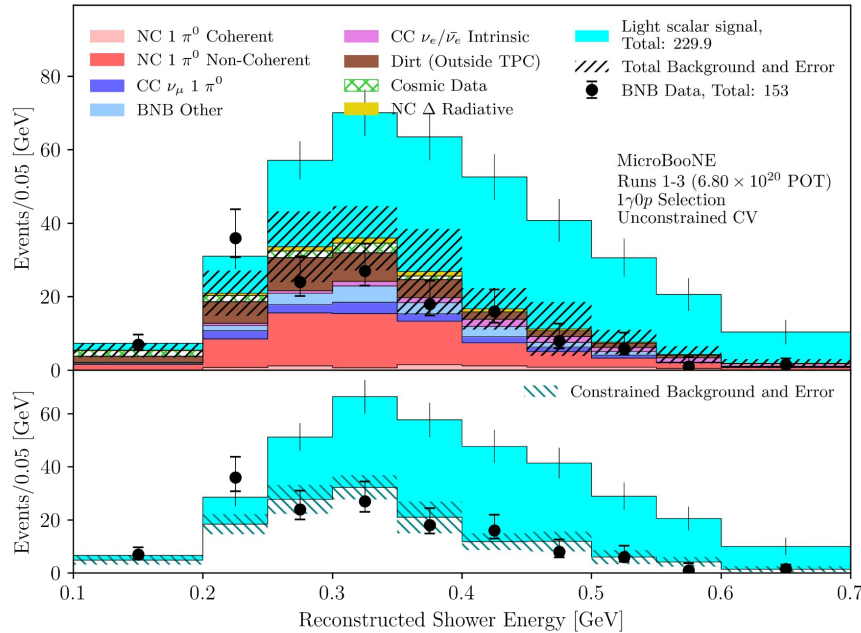 NC 1 π⁰ Coherent
NC 1 π⁰ Non-Coherent
CC ν_μ 1 π⁰
BNB Other
CC ν_e/ν̄_e Intrinsic
Dirt (Outside TPC)
Cosmic Data
NC Δ Radiative
Light scalar signal,
Total: 229.9
Total Background and Error
BNB Data, Total: 153
MicroBooNE
Runs 1-3 (6.80 × 10²⁰ POT)
1γ0p Selection
Unconstrained CV
Events/0.05 [GeV]
80
60
40
20
0
Constrained Background and Error
Events/0.05 [GeV]
60
40
20
0
0.1 0.2 0.3 0.4 0.5 0.6 0.7
Reconstructed Shower Energy [GeV]